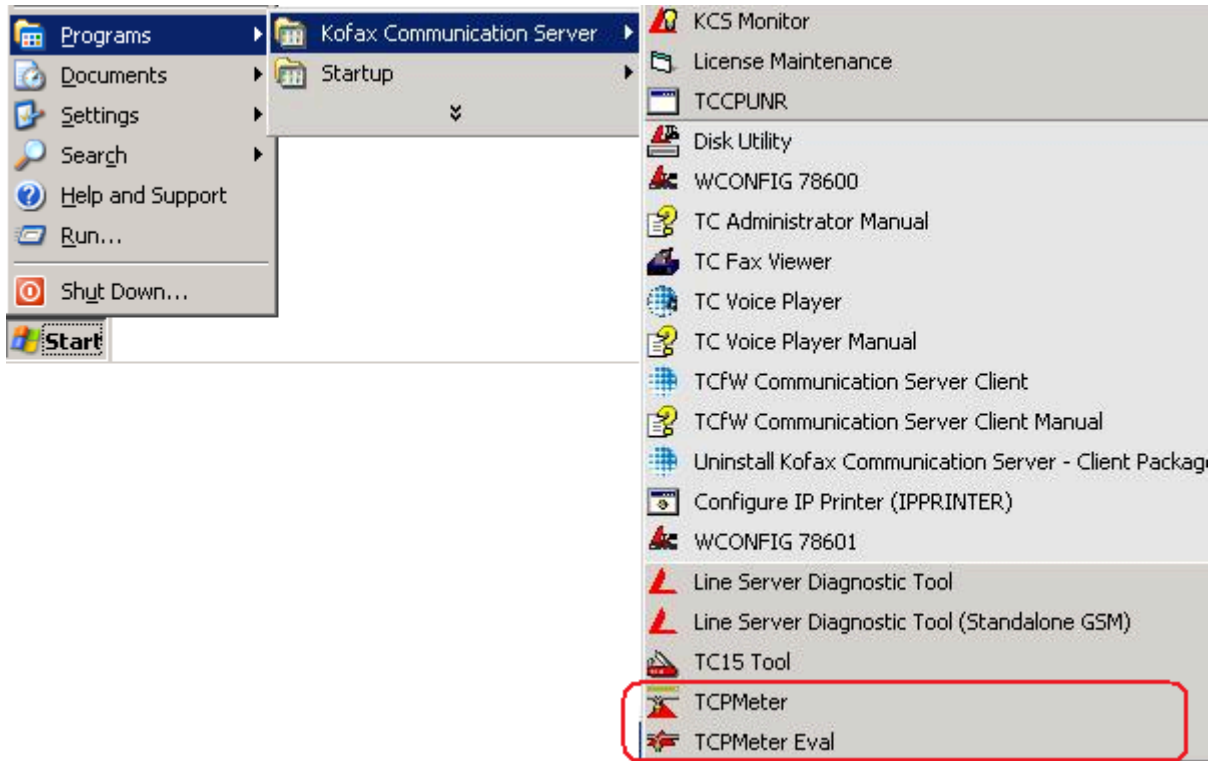 Programs
Documents
Settings
Search
Help and Support
Run...
Shut Down...
Start
Kofax Communication Server
Startup
KCS Monitor
License Maintenance
TCCPUNR
Disk Utility
WCONFIG 78600
TC Administrator Manual
TC Fax Viewer
TC Voice Player
TC Voice Player Manual
TCfW Communication Server Client
TCfW Communication Server Client Manual
Uninstall Kofax Communication Server - Client Package
Configure IP Printer (IPPRINTER)
WCONFIG 78601
Line Server Diagnostic Tool
Line Server Diagnostic Tool (Standalone GSM)
TC15 Tool
TCPMeter
TCPMeter Eval